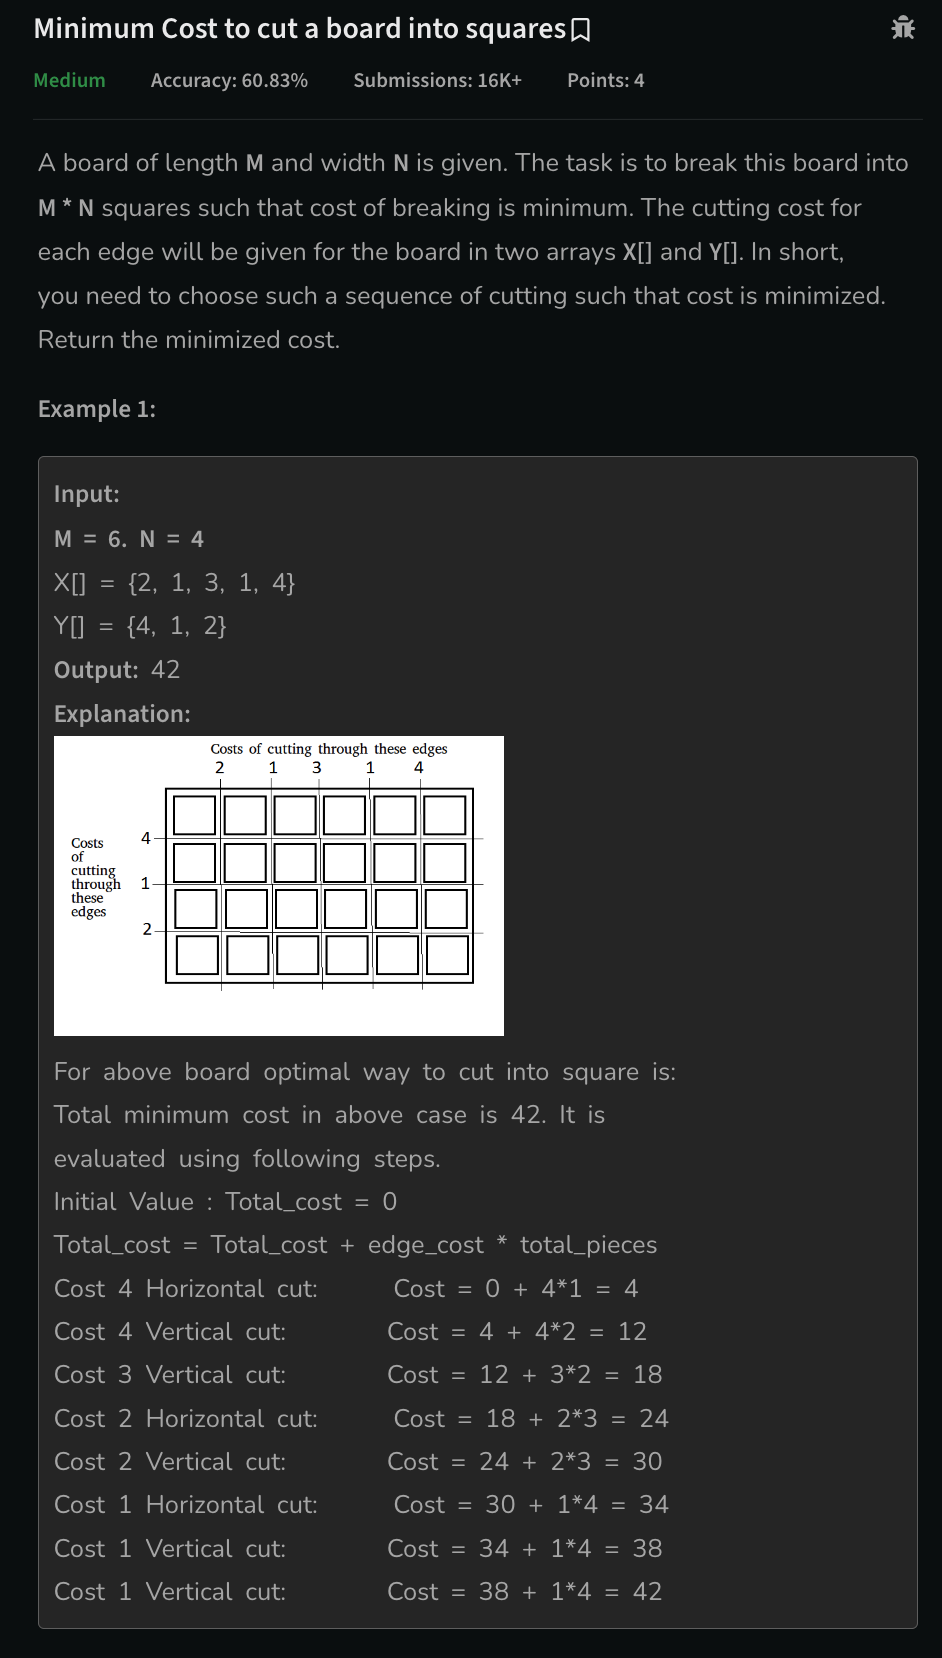 Minimum Cost to cut a board into squares
Medium Accuracy: 60.83% Submissions: 16K+ Points: 4
A board of length M and width N is given. The task is to break this board into
M * N squares such that cost of breaking is minimum. The cutting cost for
each edge will be given for the board in two arrays X[] and Y[]. In short,
you need to choose such a sequence of cutting such that cost is minimized.
Return the minimized cost.
Example 1:
Input:
M = 6. N = 4
X[] = {2, 1, 3, 1, 4}
Y[] = {4, 1, 2}
Output: 42
Explanation:
Costs of cutting through these edges
2 1 3 1 4
4
Costs
of
cutting
through
these
edges
1
2
For above board optimal way to cut into square is:
Total minimum cost in above case is 42. It is
evaluated using following steps.
Initial Value : Total_cost = 0
Total_cost = Total_cost + edge_cost * total_pieces
Cost 4 Horizontal cut: Cost = 0 + 4*1 = 4
Cost 4 Vertical cut: Cost = 4 + 4*2 = 12
Cost 3 Vertical cut: Cost = 12 + 3*2 = 18
Cost 2 Horizontal cut: Cost = 18 + 2*3 = 24
Cost 2 Vertical cut: Cost = 24 + 2*3 = 30
Cost 1 Horizontal cut: Cost = 30 + 1*4 = 34
Cost 1 Vertical cut: Cost = 34 + 1*4 = 38
Cost 1 Vertical cut: Cost = 38 + 1*4 = 42